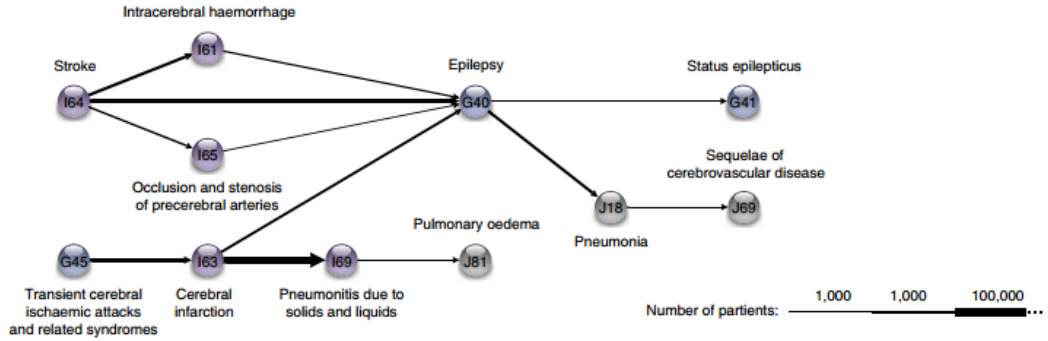 Intracerebral haemorrhage
I61
Stroke
Epilepsy
Status epilepticus
I64
G40
G41
I65
Occlusion and stenosis
of precerebral arteries
Sequelae of
cerebrovascular disease
J18
J69
Pneumonia
Pulmonary oedema
G45
I63
I69
J81
Transient cerebral
ischaemic attacks
and related syndromes
Cerebral
infarction
Pneumonitis due to
solids and liquids
Number of partients:
1,000
1,000
100,000